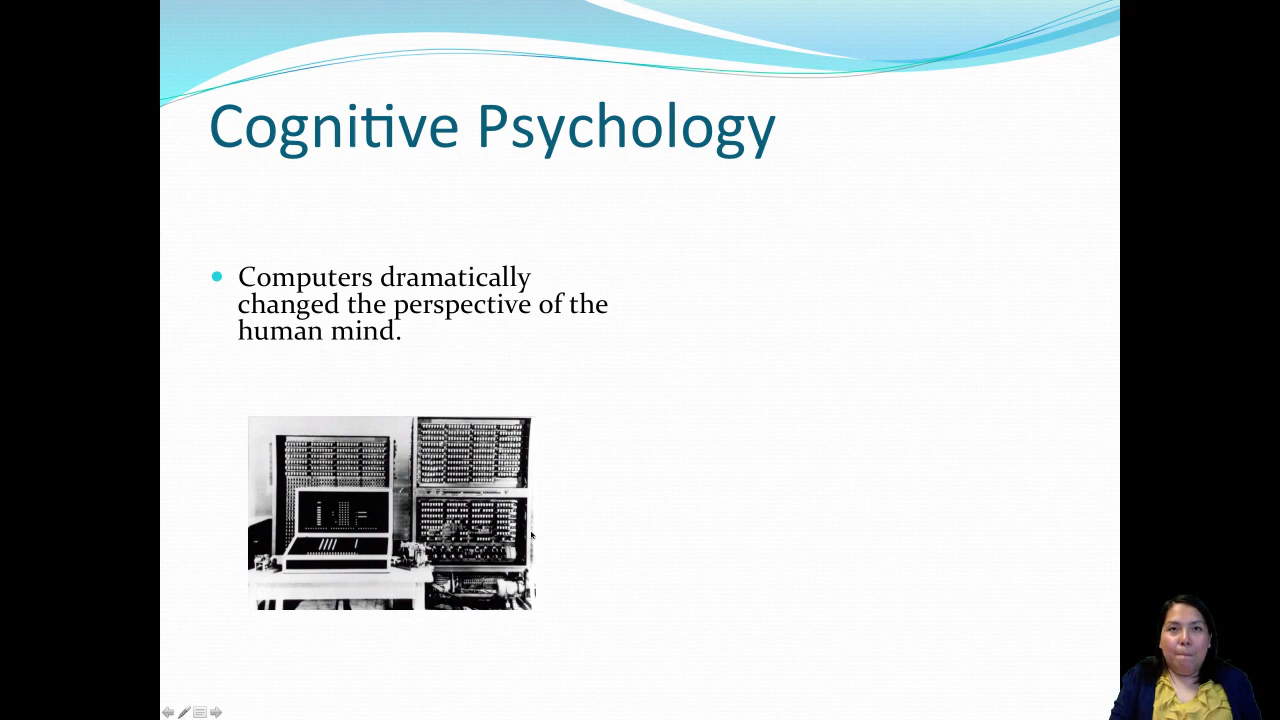 Cognitive Psychology
Computers dramatically
changed the perspective of the
human mind.